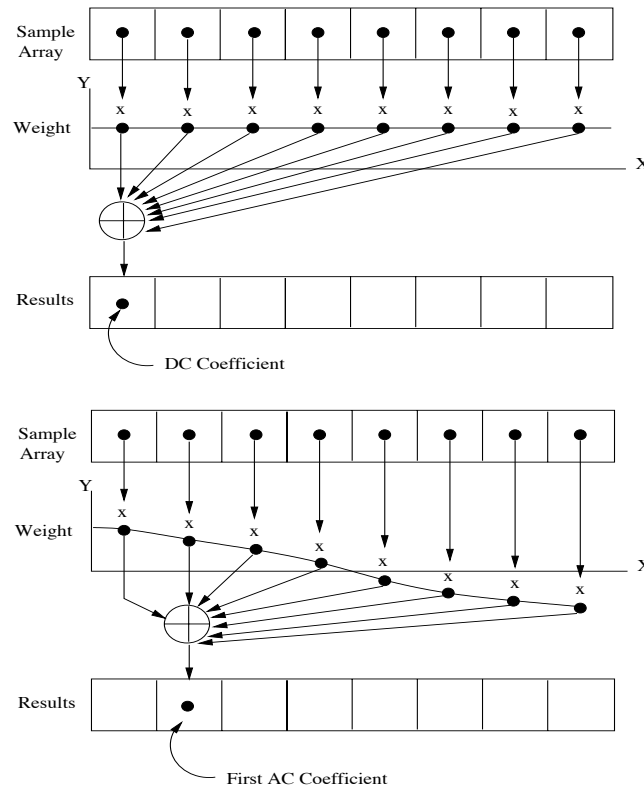 Sample
Array
Y
x x x x x x x x
Weight
X
Results
DC Coefficient
Sample
Array
Y
x x x x x x x x
Weight
X
Results
First AC Coefficient